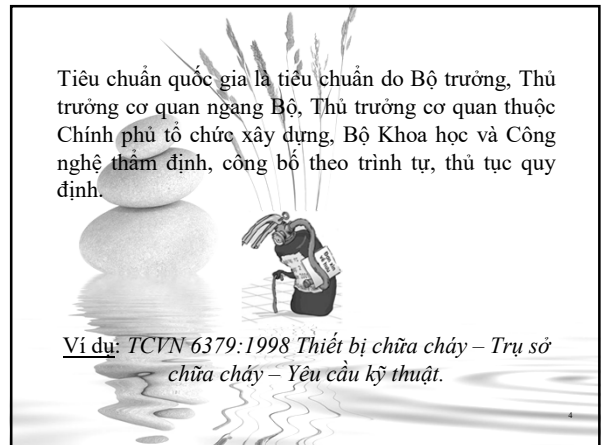 Tiêu chuẩn quốc gia là tiêu chuẩn do Bộ trưởng, Thủ
trưởng cơ quan ngang Bộ, Thủ trưởng cơ quan thuộc
Chính phủ tổ chức xây dựng, Bộ Khoa học và Công
nghệ thẩm định, công bố theo trình tự, thủ tục quy
định.
Ví dụ: TCVN 6379:1998 Thiết bị chữa cháy – Trụ sở
chữa cháy – Yêu cầu kỹ thuật.
4